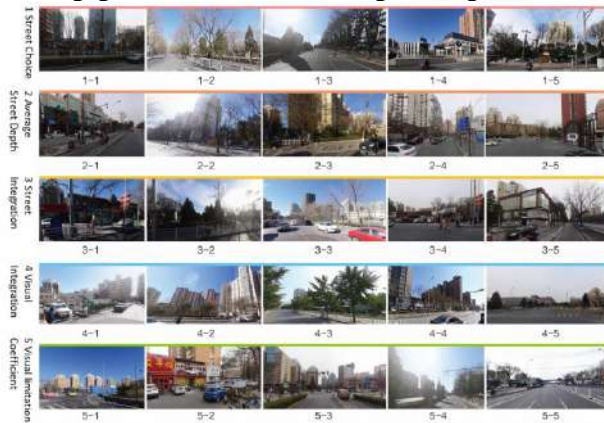 1 Street Choice
1-1 1-2 1-3 1-4 1-5
2 Average
Street Depth
2-1 2-2 2-3 2-4 2-5
3 Street
Integration
3-1 3-2 3-3 3-4 3-5
4 Visual
Integration
4-1 4-2 4-3 4-4 4-5
5 Visual limitation
Coefficient
5-1 5-2 5-3 5-4 5-5